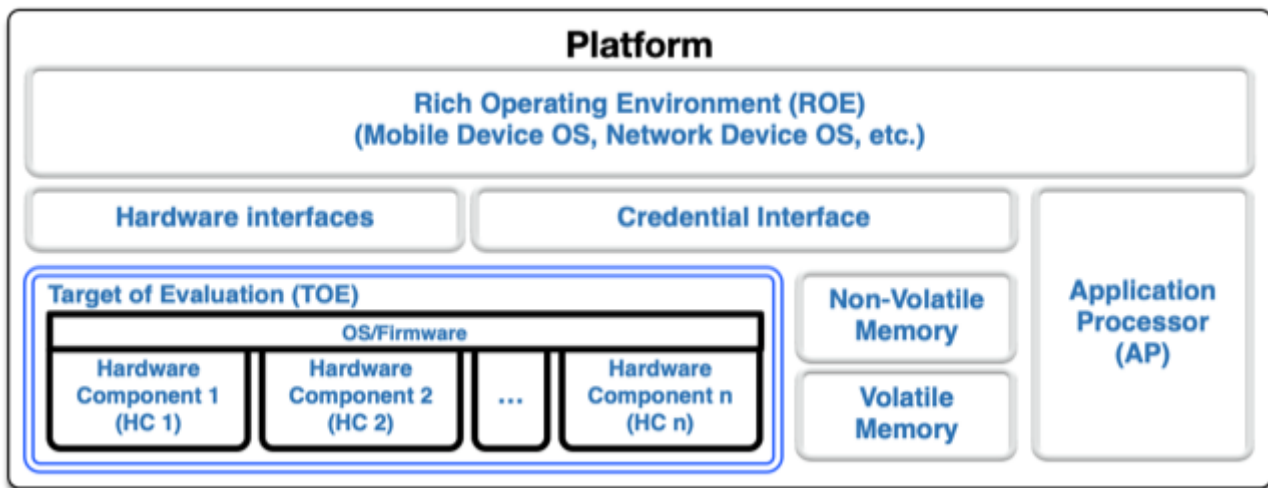 Platform
Rich Operating Environment (ROE)
(Mobile Device OS, Network Device OS, etc.)
Hardware interfaces
Credential Interface
Target of Evaluation (TOE)
OS/Firmware
Hardware
Component 1
(HC 1)
Hardware
Component 2
(HC 2)
...
Hardware
Component n
(HC n)
Non-Volatile
Memory
Volatile
Memory
Application
Processor
(AP)